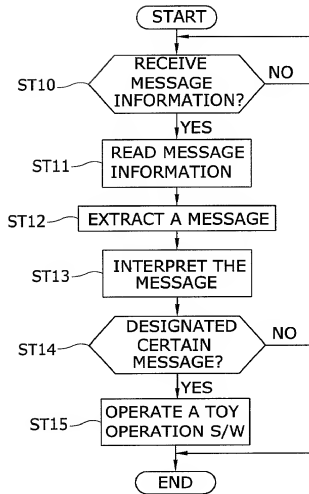 START
RECEIVE
MESSAGE
INFORMATION?
NO
ST10
YES
READ MESSAGE
INFORMATION
ST11
EXTRACT A MESSAGE
ST12
INTERPRET THE
MESSAGE
ST13
DESIGNATED
CERTAIN
MESSAGE?
NO
ST14
YES
OPERATE A TOY
OPERATION S/W
ST15
END